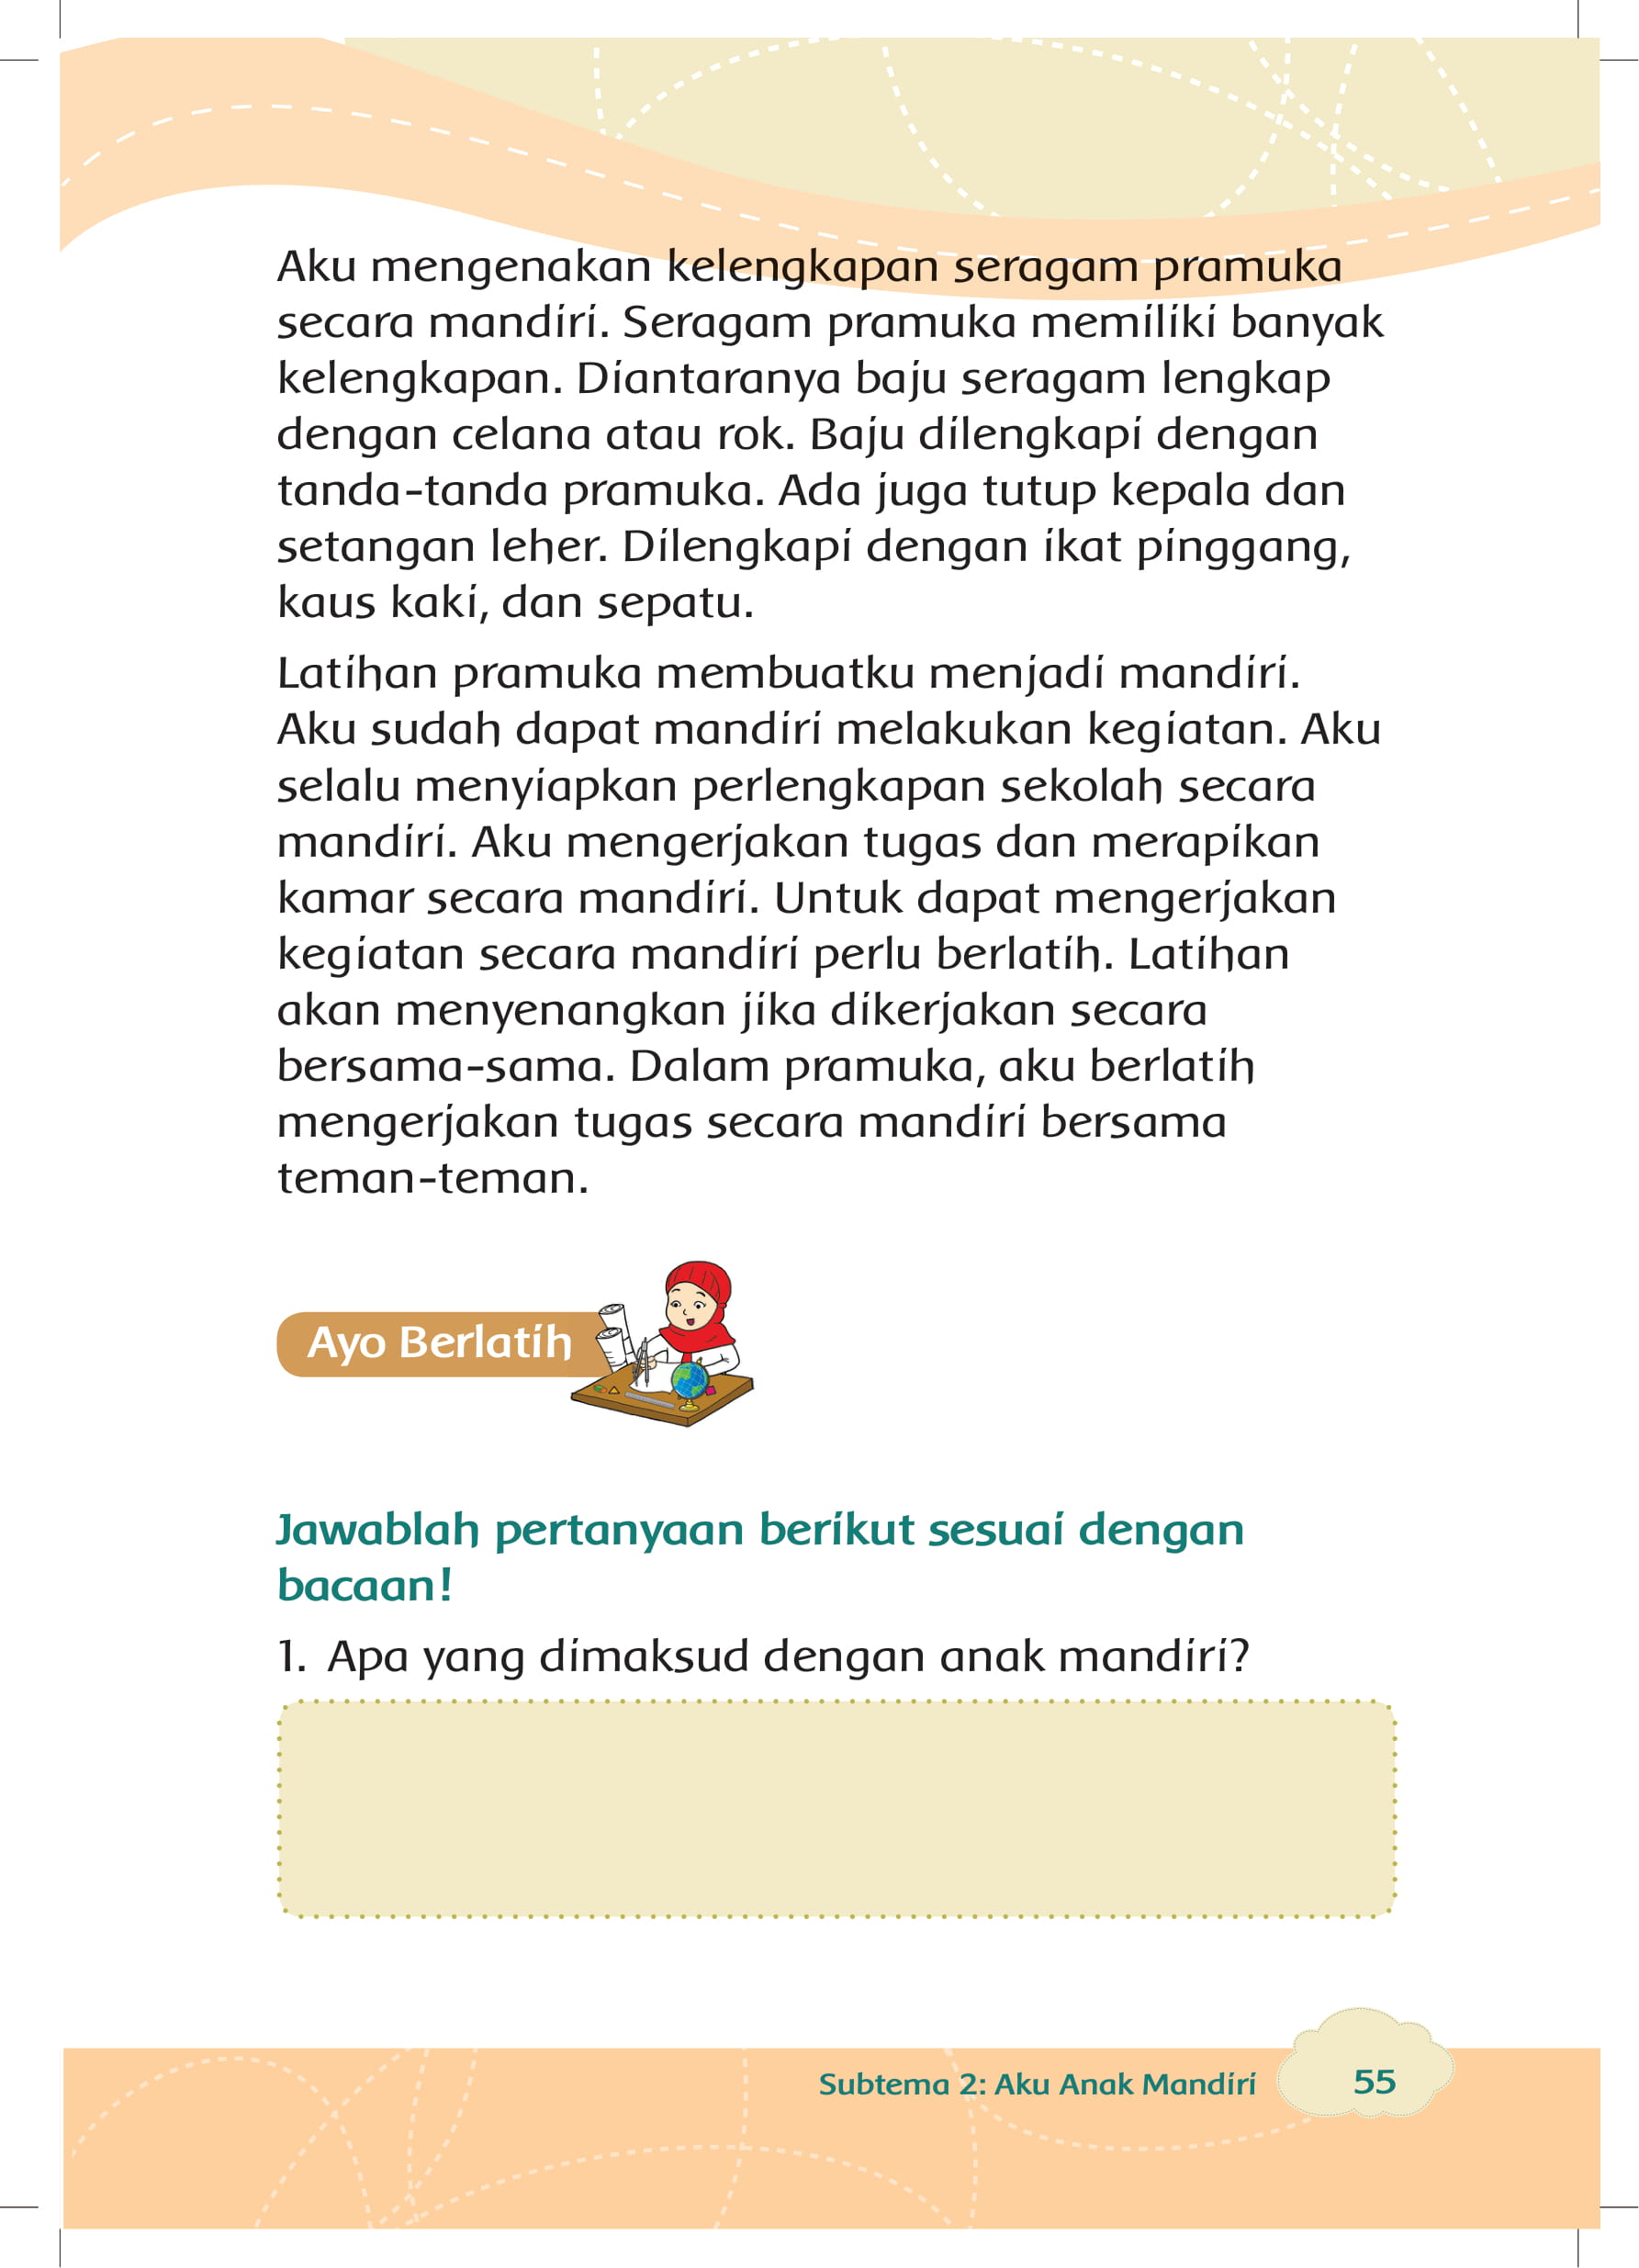 Aku mengenakan kelengkapan seragam pramuka
secara mandiri. Seragam pramuka memiliki banyak
kelengkapan. Diantaranya baju seragam lengkap
dengan celana atau rok. Baju dilengkapi dengan
tanda-tanda pramuka. Ada juga tutup kepala dan
setangan leher. Dilengkapi dengan ikat pinggang,
kaus kaki, dan sepatu.
Latihan pramuka membuatku menjadi mandiri.
Aku sudah dapat mandiri melakukan kegiatan. Aku
selalu menyiapkan perlengkapan sekolah secara
mandiri. Aku mengerjakan tugas dan merapikan
kamar secara mandiri. Untuk dapat mengerjakan
kegiatan secara mandiri perlu berlatih. Latihan
akan menyenangkan jika dikerjakan secara
bersama-sama. Dalam pramuka, aku berlatih
mengerjakan tugas secara mandiri bersama
teman-teman.
Ayo Berlatih
Jawablah pertanyaan berikut sesuai dengan
bacaan!
1. Apa yang dimaksud dengan anak mandiri?
Subtema 2: Aku Anak Mandiri
55